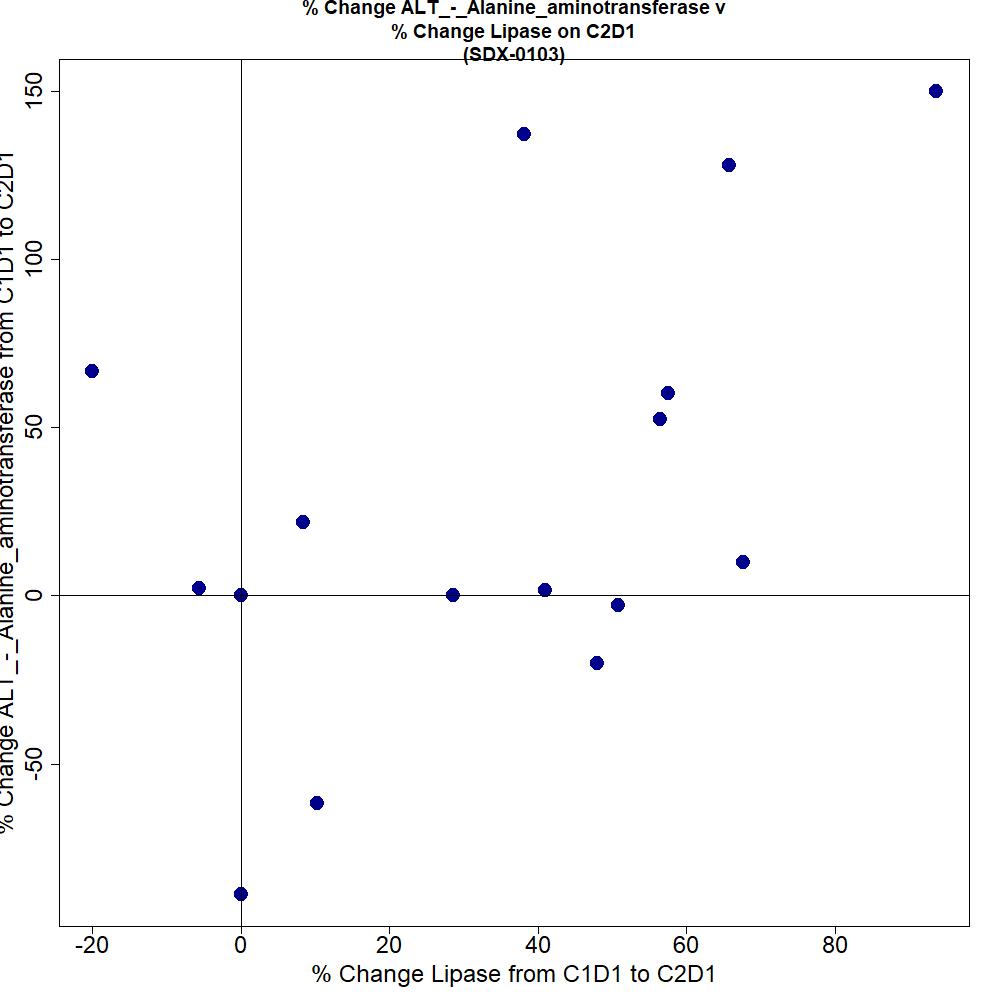 % Change ALT_-_Alanine_aminotransferase v
% Change Lipase on C2D1
(SDX-0103)
% Change ALT_-_Alanine_aminotransferase from C1D1 to C2D1
150
100
50
0
-50
-20
0
20
40
60
80
% Change Lipase from C1D1 to C2D1